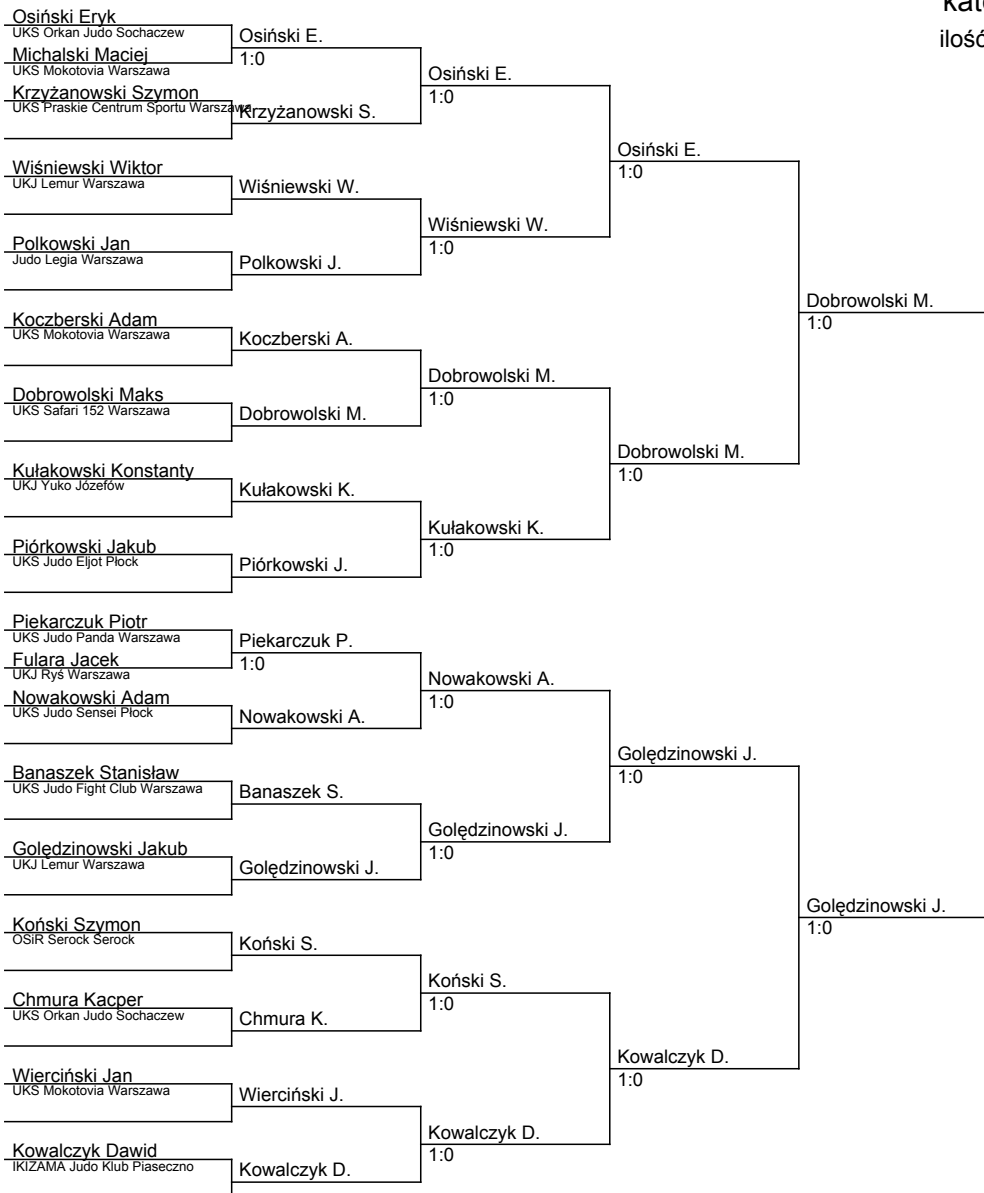 kat
ilość
Osiński Eryk
UKS Orkan Judo Sochaczew
Michalski Maciej
UKS Mokotovia Warszawa
Krzyżanowski Szymon
UKS Praskie Centrum Sportu Warszawa
Wiśniewski Wiktor
UKJ Lemur Warszawa
Polkowski Jan
Judo Legia Warszawa
Koczberski Adam
UKS Mokotovia Warszawa
Dobrowolski Maks
UKS Safari 152 Warszawa
Kułakowski Konstanty
UKJ Yuko Józefów
Piórkowski Jakub
UKS Judo Eljot Płock
Piekarczuk Piotr
UKS Judo Panda Warszawa
Fulara Jacek
UKJ Ryś Warszawa
Nowakowski Adam
UKS Judo Sensei Płock
Banaszek Stanisław
UKS Judo Fight Club Warszawa
Golędzinowski Jakub
UKJ Lemur Warszawa
Koński Szymon
OSiR Serock Serock
Chmura Kacper
UKS Orkan Judo Sochaczew
Wierciński Jan
UKS Mokotovia Warszawa
Kowalczyk Dawid
IKIZAMA Judo Klub Piaseczno
Osiński E.
1:0
Krzyżanowski S.
Wiśniewski W.
Polkowski J.
Koczberski A.
Dobrowolski M.
Kułakowski K.
Piórkowski J.
Piekarczuk P.
1:0
Nowakowski A.
Banaszek S.
Golędzinowski J.
Koński S.
Chmura K.
Wierciński J.
Kowalczyk D.
Osiński E.
1:0
Wiśniewski W.
1:0
Dobrowolski M.
1:0
Kułakowski K.
1:0
Nowakowski A.
1:0
Golędzinowski J.
1:0
Koński S.
1:0
Kowalczyk D.
1:0
Osiński E.
1:0
Dobrowolski M.
1:0
Golędzinowski J.
1:0
Kowalczyk D.
1:0
Dobrowolski M.
1:0
Golędzinowski J.
1:0